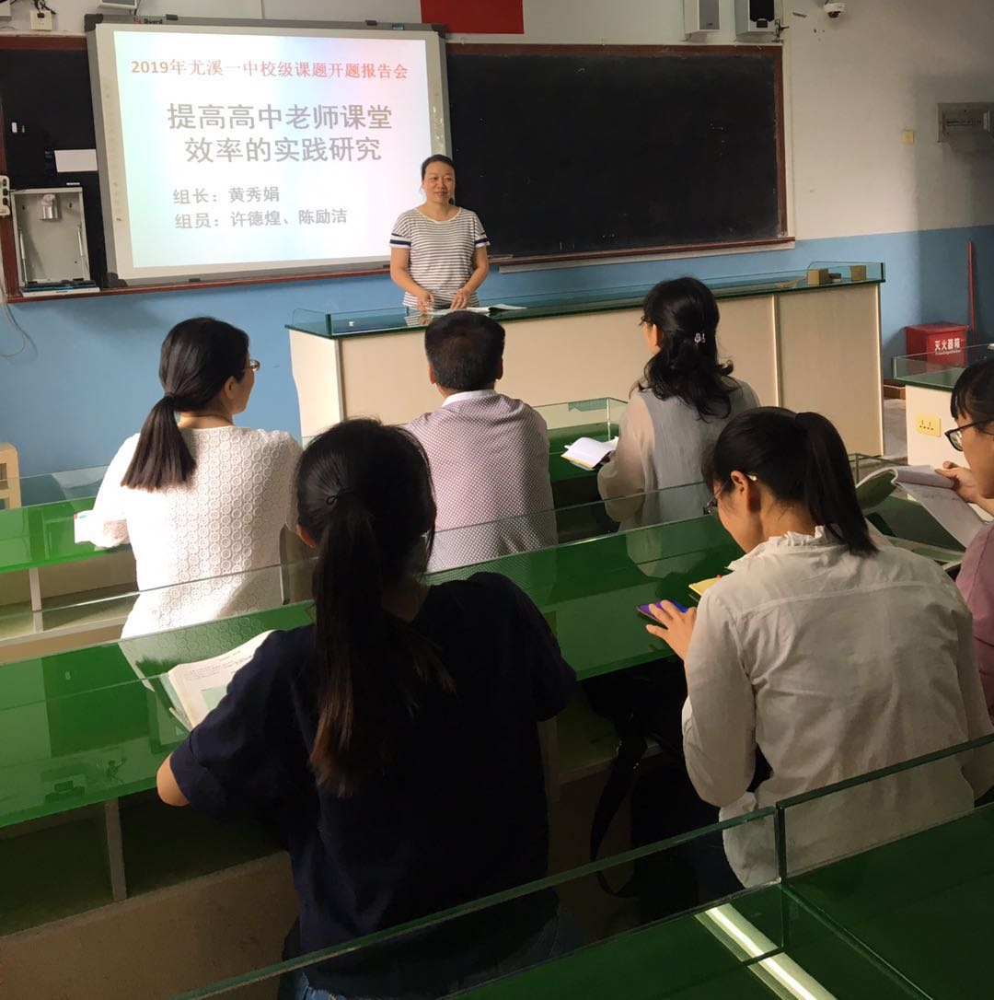 2019年尤溪一中校级课题开题报告会
提高高中老师课堂
效率的实践研究
组长：黄秀娟
组员：许德煌、陈励洁
灭火器箱